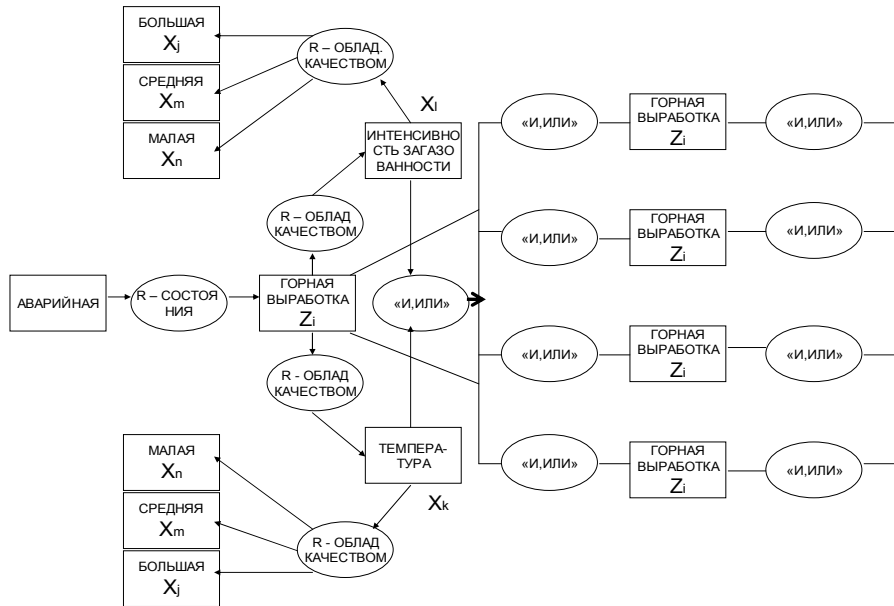 БОЛЬШАЯ
Xj
СРЕДНЯЯ
Xm
МАЛАЯ
Xn
R – ОБЛАД.
КАЧЕСТВОМ
Xl
ИНТЕНСИВНО
СТЬ ЗАГАЗО
ВАННОСТИ
R – ОБЛАД
КАЧЕСТВОМ
АВАРИЙНАЯ
R – СОСТОЯ
НИЯ
ГОРНАЯ
ВЫРАБОТКА
Zi
«И,ИЛИ»
R - ОБЛАД
КАЧЕСТВОМ
ТЕМПЕРА-
ТУРА
Xk
МАЛАЯ
Xn
СРЕДНЯЯ
Xm
БОЛЬШАЯ
Xj
R - ОБЛАД
КАЧЕСТВОМ
«И,ИЛИ»
ГОРНАЯ
ВЫРАБОТКА
Zi
«И,ИЛИ»
«И,ИЛИ»
ГОРНАЯ
ВЫРАБОТКА
Zi
«И,ИЛИ»
«И,ИЛИ»
ГОРНАЯ
ВЫРАБОТКА
Zi
«И,ИЛИ»
«И,ИЛИ»
ГОРНАЯ
ВЫРАБОТКА
Zi
«И,ИЛИ»